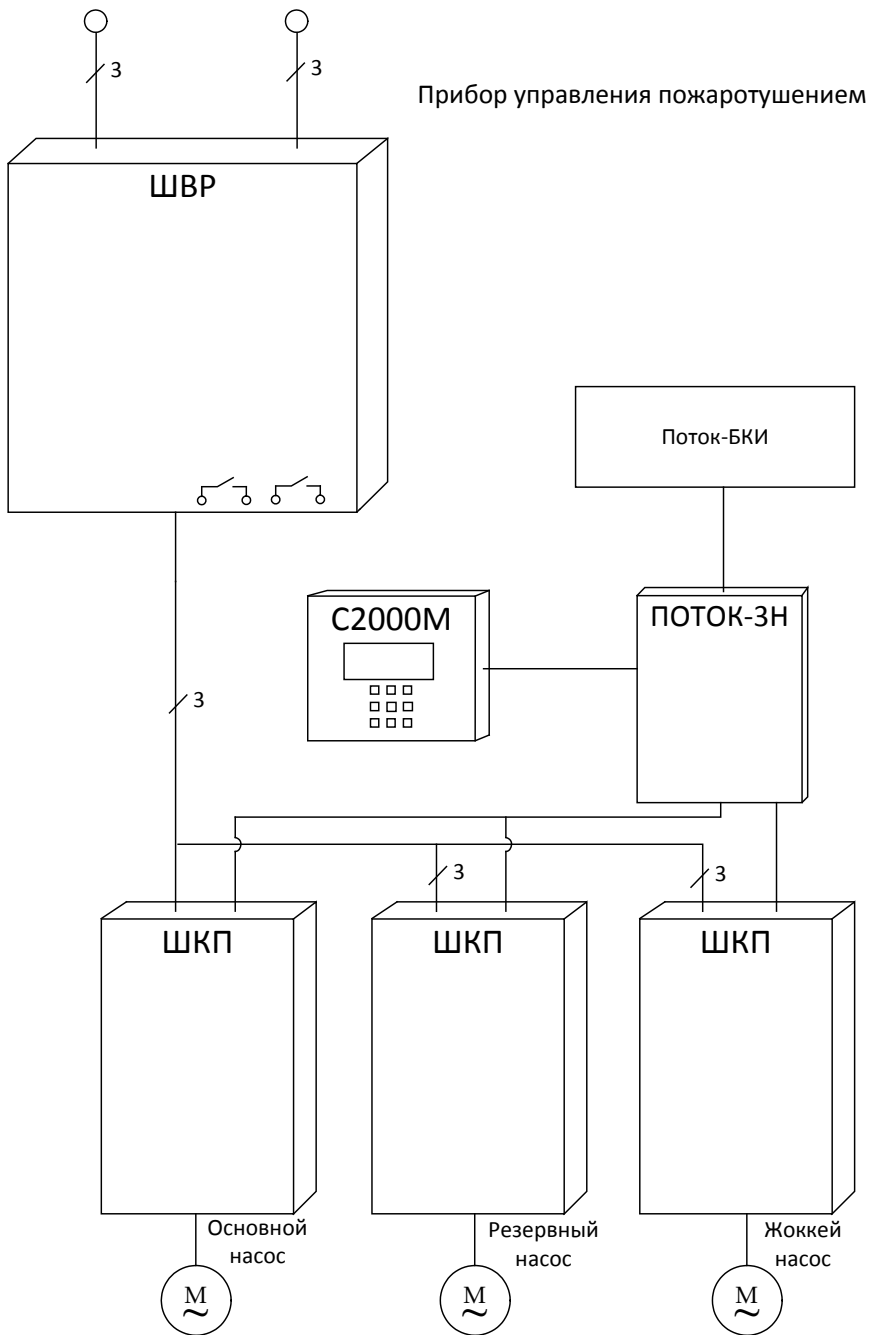 3
3
Прибор управления пожаротушением
ШВР
Поток-БКИ
С2000М
ПОТОК-3Н
3
3
3
ШКП
ШКП
ШКП
Основной
насос
Резервный
насос
Жоккей
насос
M
~
M
~
M
~